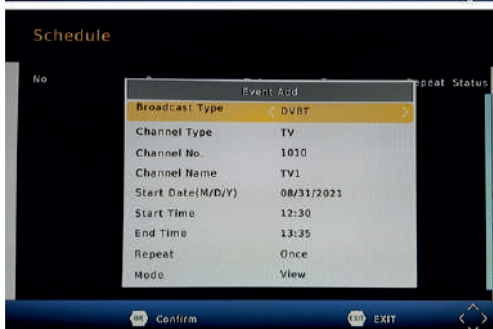 Schedule
No
Repeat Status
Event Add
Broadcast Type DVBT
Channel Type TV
Channel No. 1010
Channel Name TV1
Start Date(M/D/Y) 08/31/2021
Start Time 12:30
End Time 13:35
Repeat Once
Mode View
OK Confirm EXIT EXIT